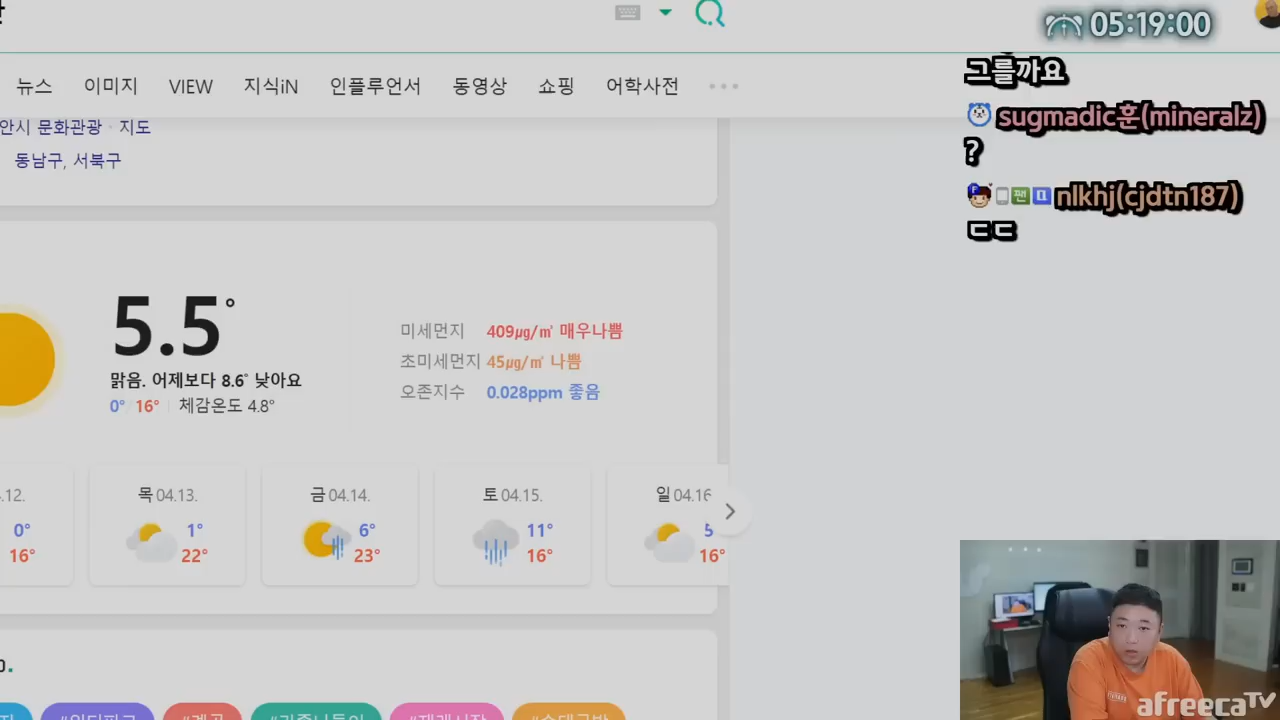 05:19:00
뉴스 이미지 VIEW 지식iN 인플루언서 동영상 쇼핑 어학사전
그를까요
sugmadic훈(mineralz)
?
nlkhj(cjdtn187)
ㄷㄷ
안시 문화관광 · 지도
동남구, 서북구
5.5°
맑음. 어제보다 8.6° 낮아요
0° / 16° | 체감온도 4.8°
미세먼지 409㎍/㎥ 매우나쁨
초미세먼지 45㎍/㎥ 나쁨
오존지수 0.028ppm 좋음
.12. 목 04.13. 금 04.14. 토 04.15. 일 04.16
0° 1° 6° 11° 5
16° 22° 23° 16° 16°
afreecaTV